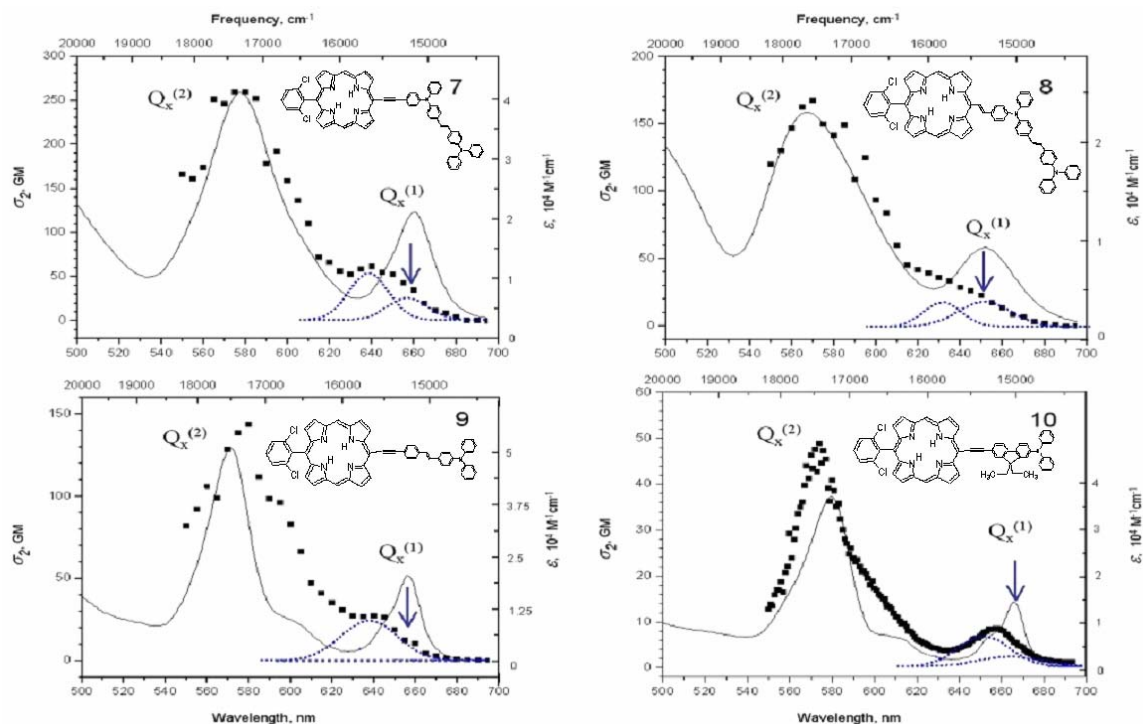 Frequency, cm⁻¹
20000 19000 18000 17000 16000 15000
300
250
200
150
100
50
0
σ₂, GM
Qₓ⁽²⁾
Qₓ⁽¹⁾
7
Cl
Cl
4
3
2
1
0
ε, 10⁴ M⁻¹cm⁻¹
500 520 540 560 580 600 620 640 660 680 700
Frequency, cm⁻¹
20000 19000 18000 17000 16000 15000
200
150
100
50
0
σ₂, GM
Qₓ⁽²⁾
Qₓ⁽¹⁾
8
Cl
Cl
2
1
0
ε, 10⁴ M⁻¹cm⁻¹
500 520 540 560 580 600 620 640 660 680 700
20000 19000 18000 17000 16000 15000
150
100
50
0
σ₂, GM
Qₓ⁽²⁾
Qₓ⁽¹⁾
9
Cl
Cl
5
3.75
2.5
1.25
0
ε, 10⁴ M⁻¹cm⁻¹
500 520 540 560 580 600 620 640 660 680 700
Wavelength, nm
20000 19000 18000 17000 16000 15000
60
50
40
30
20
10
0
σ₂, GM
Qₓ⁽²⁾
Qₓ⁽¹⁾
10
Cl
Cl
H₃C CH₃
4
3
2
1
0
ε, 10⁴ M⁻¹cm⁻¹
500 520 540 560 580 600 620 640 660 680 700
Wavelength, nm